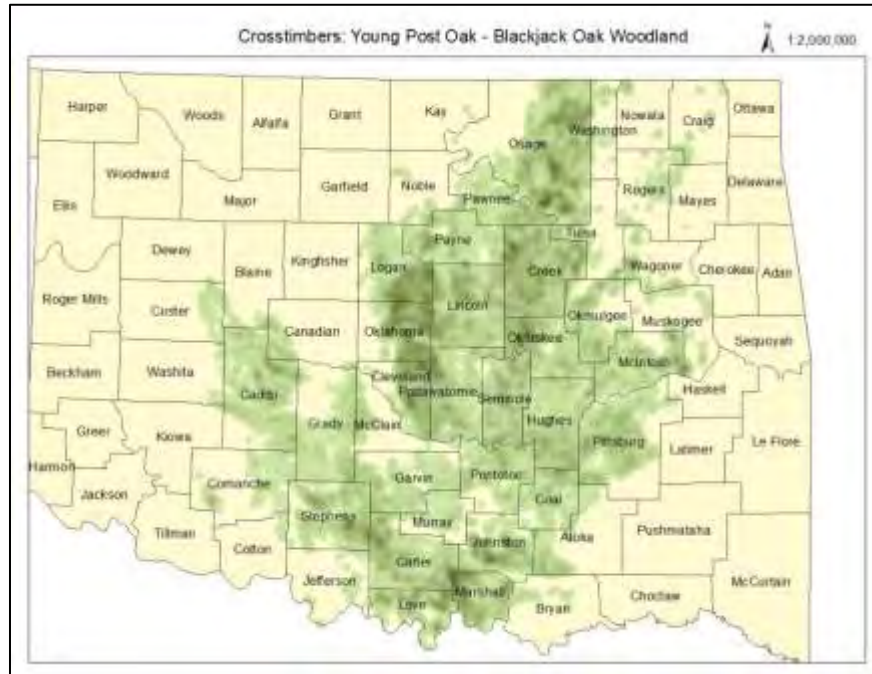 Crosstimbers: Young Post Oak - Blackjack Oak Woodland
N
1:2,000,000
Harper
Woods
Alfalfa
Grant
Kay
Osage
Washington
Nowata
Craig
Ottawa
Woodward
Ellis
Major
Garfield
Noble
Pawnee
Rogers
Mayes
Delaware
Dewey
Blaine
Kingfisher
Logan
Payne
Creek
Tulsa
Wagoner
Cherokee
Adair
Roger Mills
Custer
Canadian
Oklahoma
Lincoln
Okfuskee
Okmulgee
Muskogee
Sequoyah
Beckham
Washita
Caddo
Cleveland
Pottawatomie
Seminole
Hughes
McIntosh
Haskell
Greer
Kiowa
Grady
McClain
Pittsburg
Latimer
Le Flore
Harmon
Jackson
Comanche
Garvin
Pontotoc
Coal
Tillman
Cotton
Stephens
Murray
Johnston
Atoka
Pushmataha
Jefferson
Carter
Love
Marshall
Bryan
Choctaw
McCurtain